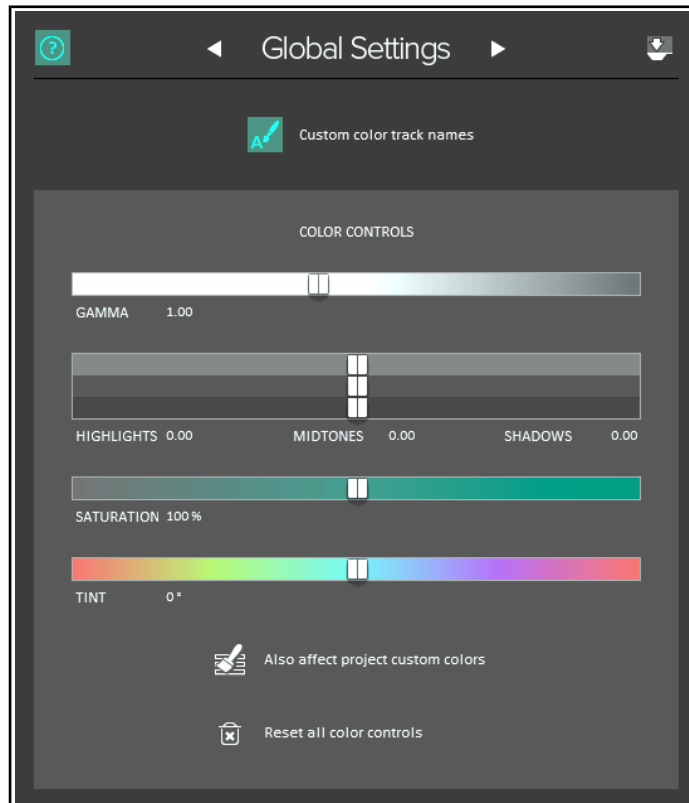 ?
Global Settings
A
Custom color track names
COLOR CONTROLS
GAMMA 1.00
HIGHLIGHTS 0.00 MIDTONES 0.00 SHADOWS 0.00
SATURATION 100 %
TINT 0 °
Also affect project custom colors
Reset all color controls